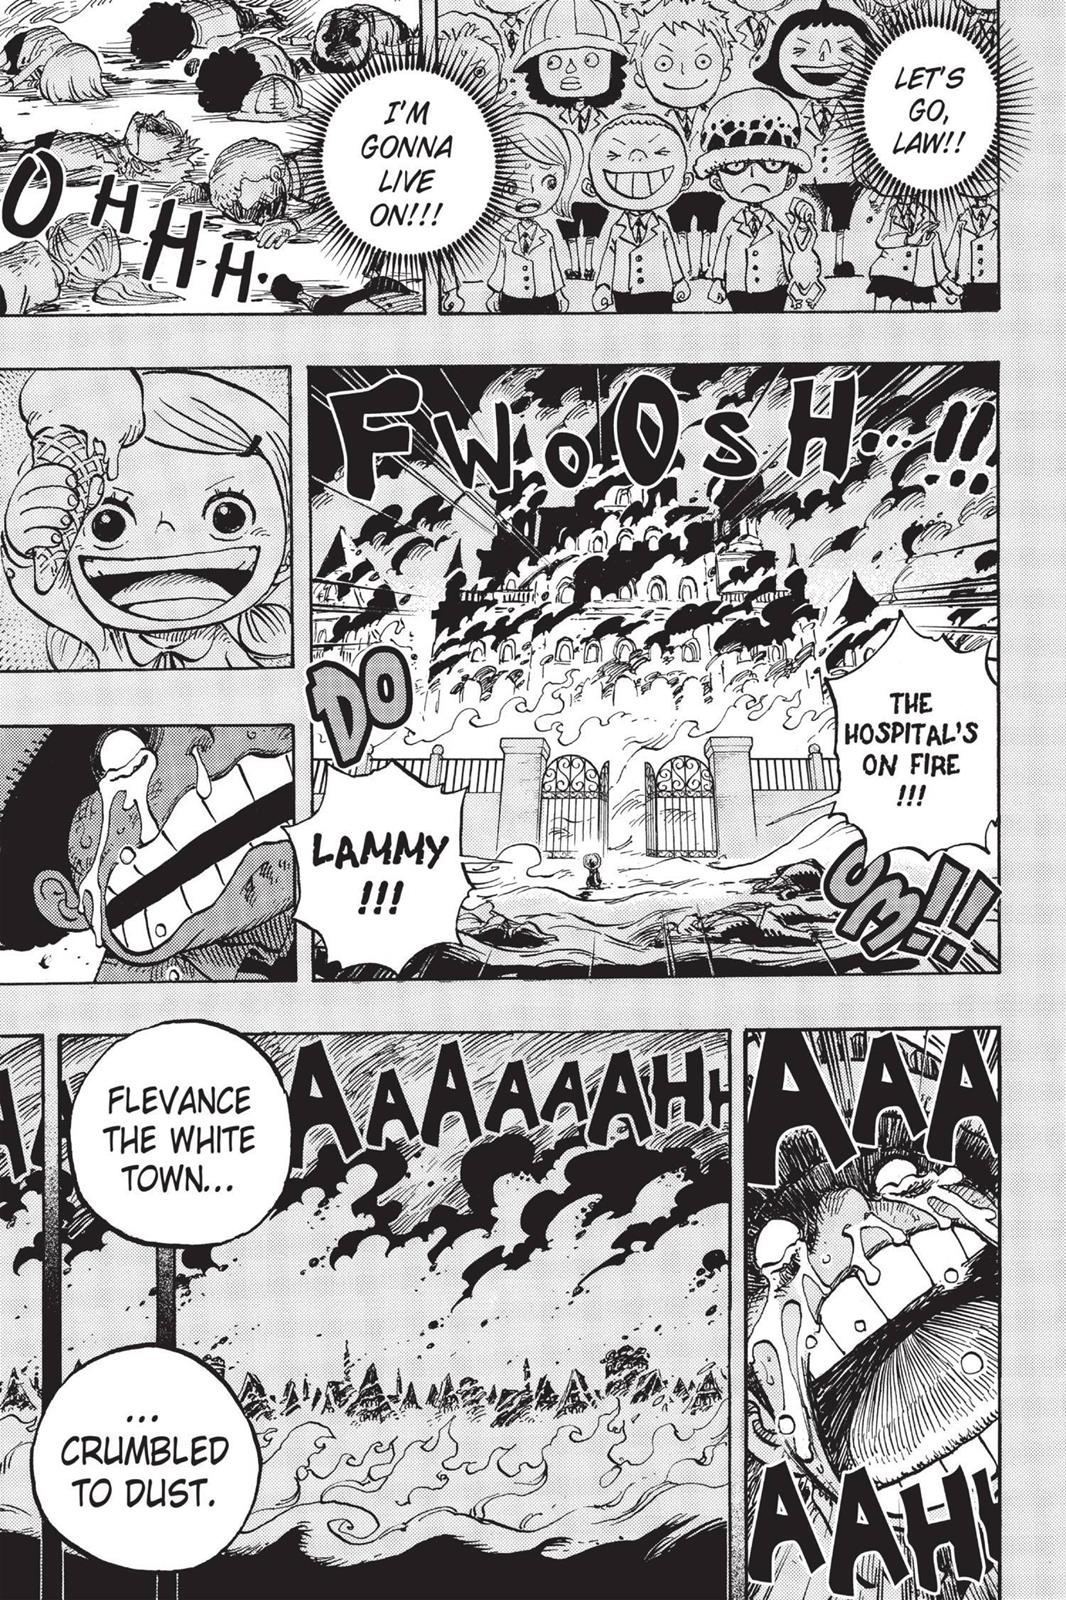 LET'S
GO,
LAW!!
I'M
GONNA
LIVE
ON!!!
OHHH..
FWOOSH...!!
THE
HOSPITAL'S
ON FIRE
!!!
DO
OM!!
LAMMY
!!!
AAA
AAH
AAAAAAAHH
FLEVANCE
THE WHITE
TOWN...
...
CRUMBLED
TO DUST.